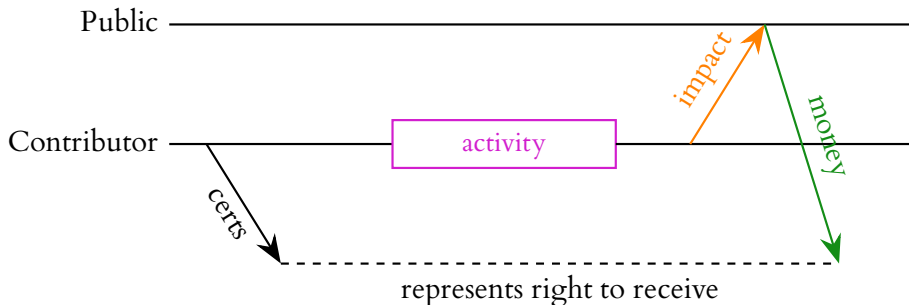 Public
impact
money
Contributor
activity
certs
represents right to receive